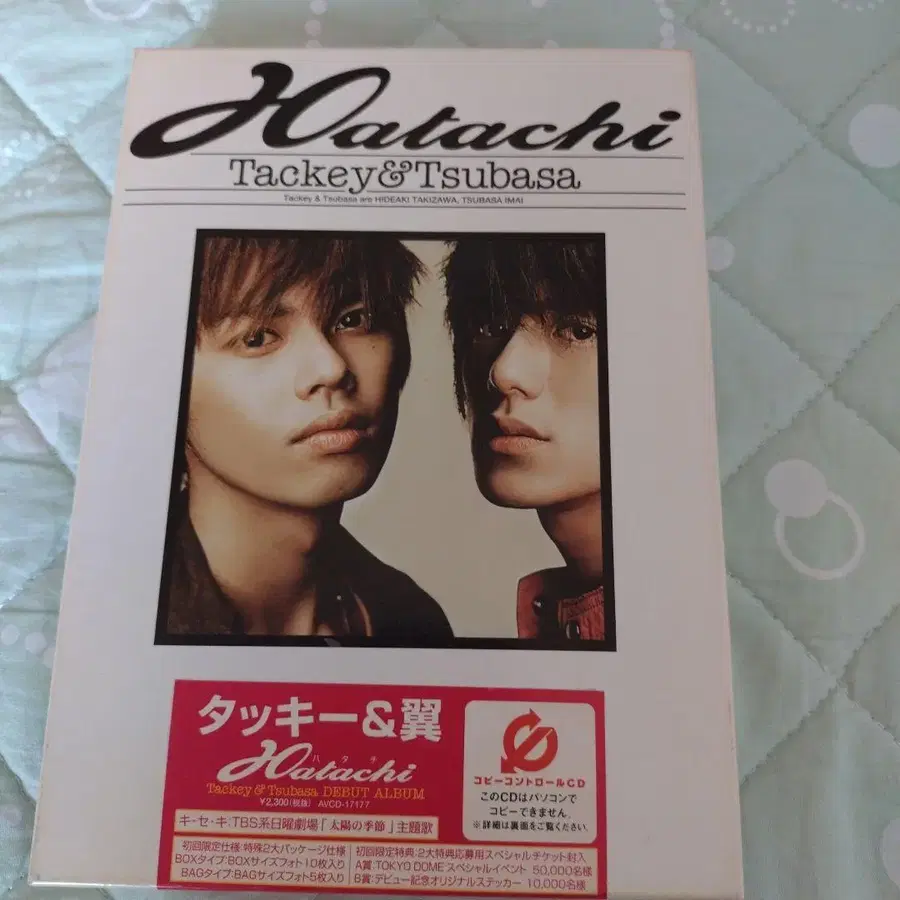 Hatachi
Tackey&Tsubasa
Tackey & Tsubasa are HIDEAKI TAKIZAWA, TSUBASA IMAI
タッキー&翼
ハタチ
Hatachi
Tackey & Tsubasa DEBUT ALBUM
¥2,300(税抜) AVCD-17177
コピーコントロールCD
このCDはパソコンで
コピーできません。
※詳細は裏面をご覧ください。
キ・セ・キ:TBS系日曜劇場「太陽の季節」主題歌
初回限定仕様:特殊2大パッケージ仕様
BOXタイプ:BOXサイズフォト10枚入り
BAGタイプ:BAGサイズフォト5枚入り
初回限定特典:2大特典応募用スペシャルチケット封入
A賞:TOKYO DOMEスペシャルイベント 50,000名様
B賞:デビュー記念オリジナルステッカー 10,000名様